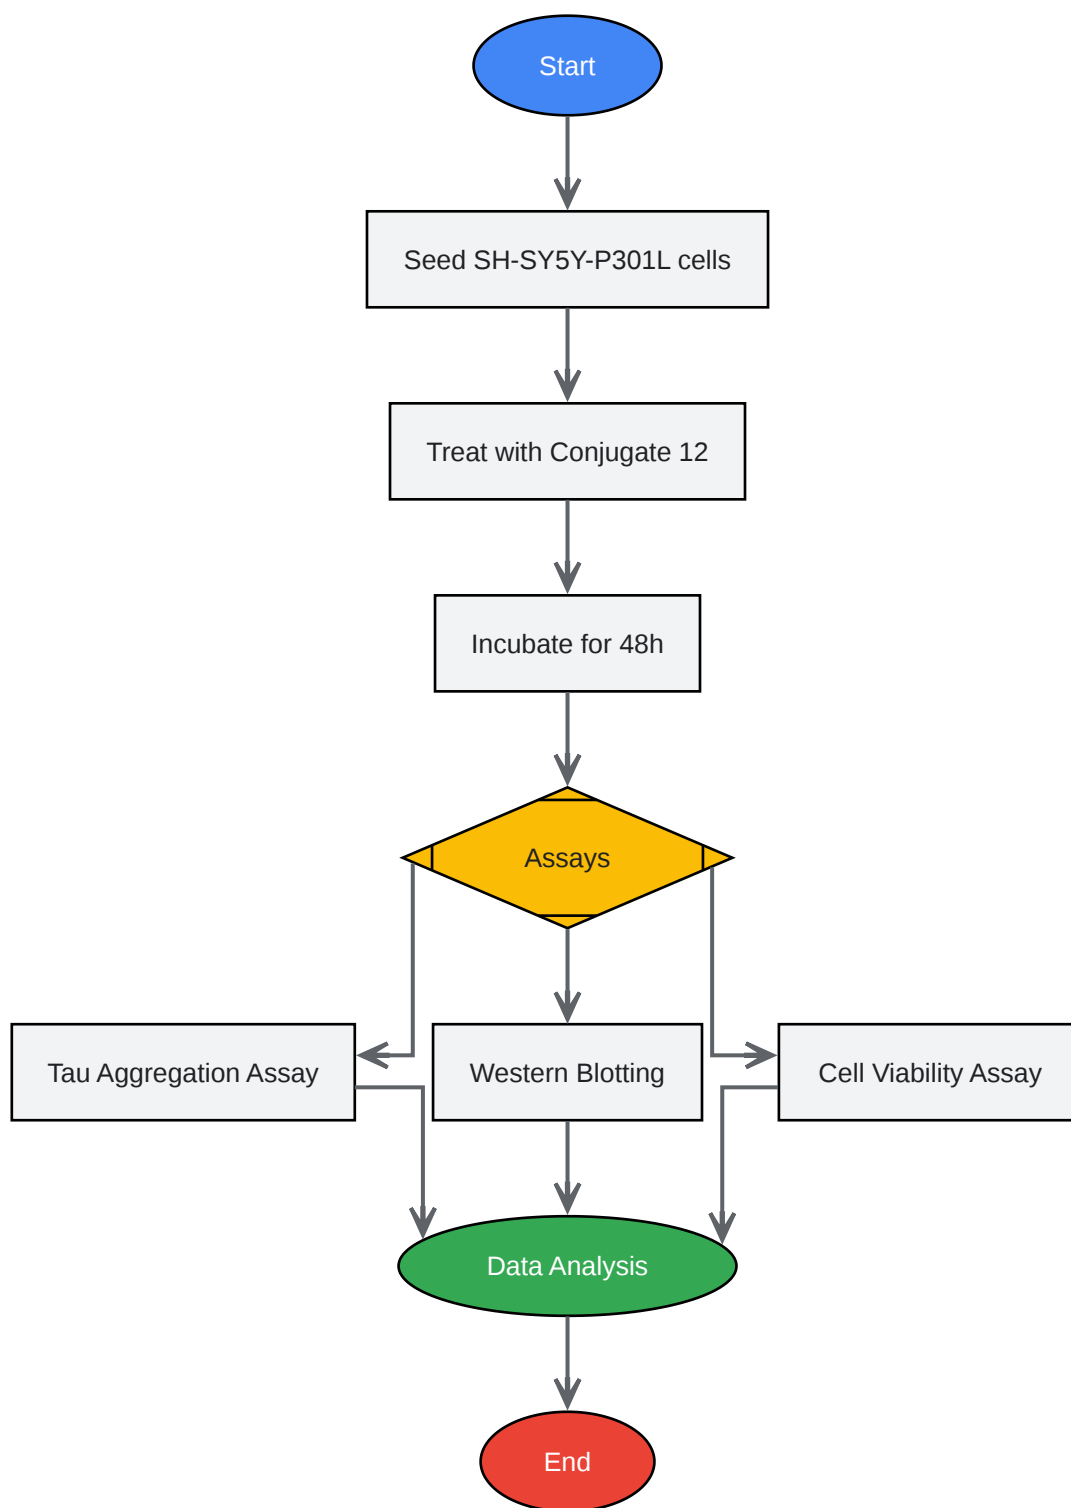 Start
Seed SH-SY5Y-P301L cells
Treat with Conjugate 12
Incubate for 48h
Assays
Tau Aggregation Assay
Western Blotting
Cell Viability Assay
Data Analysis
End